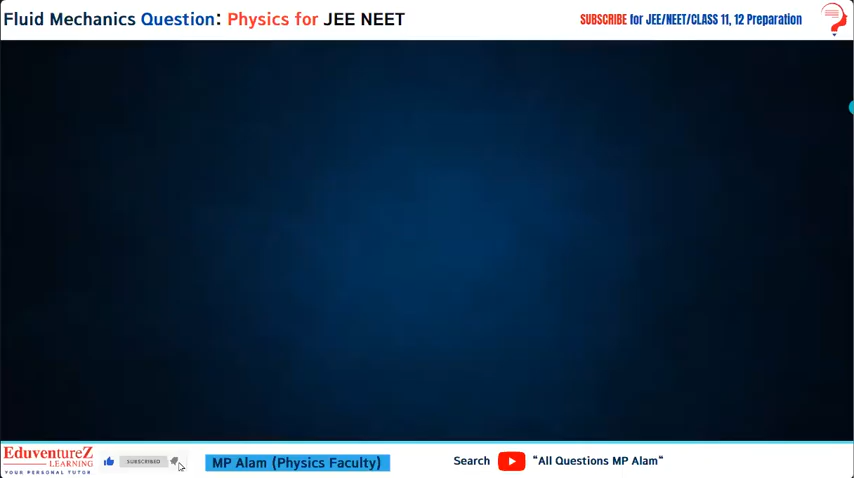 Fluid Mechanics Question: Physics for JEE NEET
SUBSCRIBE for JEE/NEET/CLASS 11, 12 Preparation
EduventureZ
LEARNING
YOUR PERSONAL TUTOR
SUBSCRIBED
MP Alam (Physics Faculty)
Search
"All Questions MP Alam"